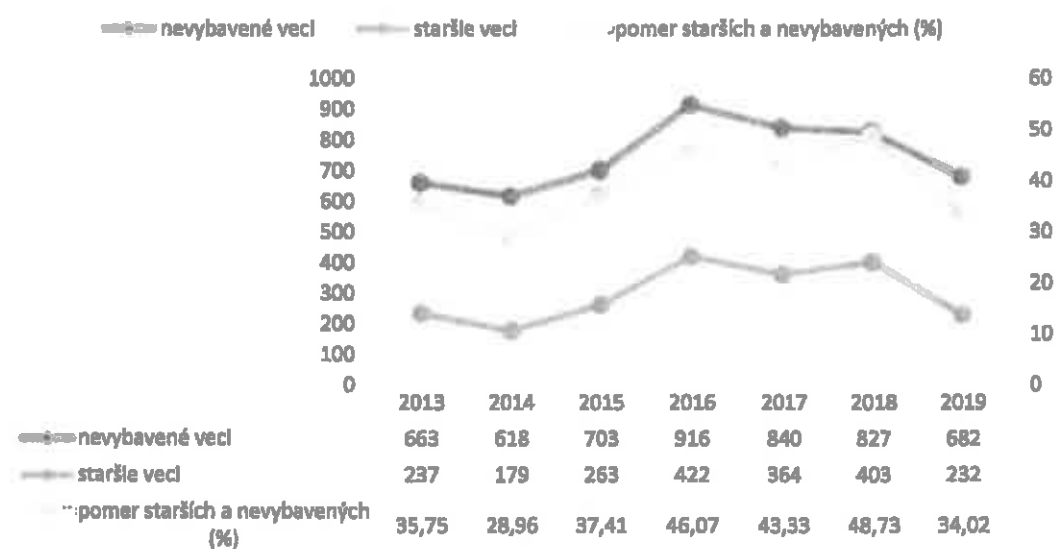 nevybavené veci staršie veci pomer starších a nevybavených (%)
1000 60
900
800 50
700
600 40
500 30
400
300 20
200
100 10
0 0
2013 2014 2015 2016 2017 2018 2019
nevybavené veci 663 618 703 916 840 827 682
staršie veci 237 179 263 422 364 403 232
pomer starších a nevybavených
(%) 35,75 28,96 37,41 46,07 43,33 48,73 34,02